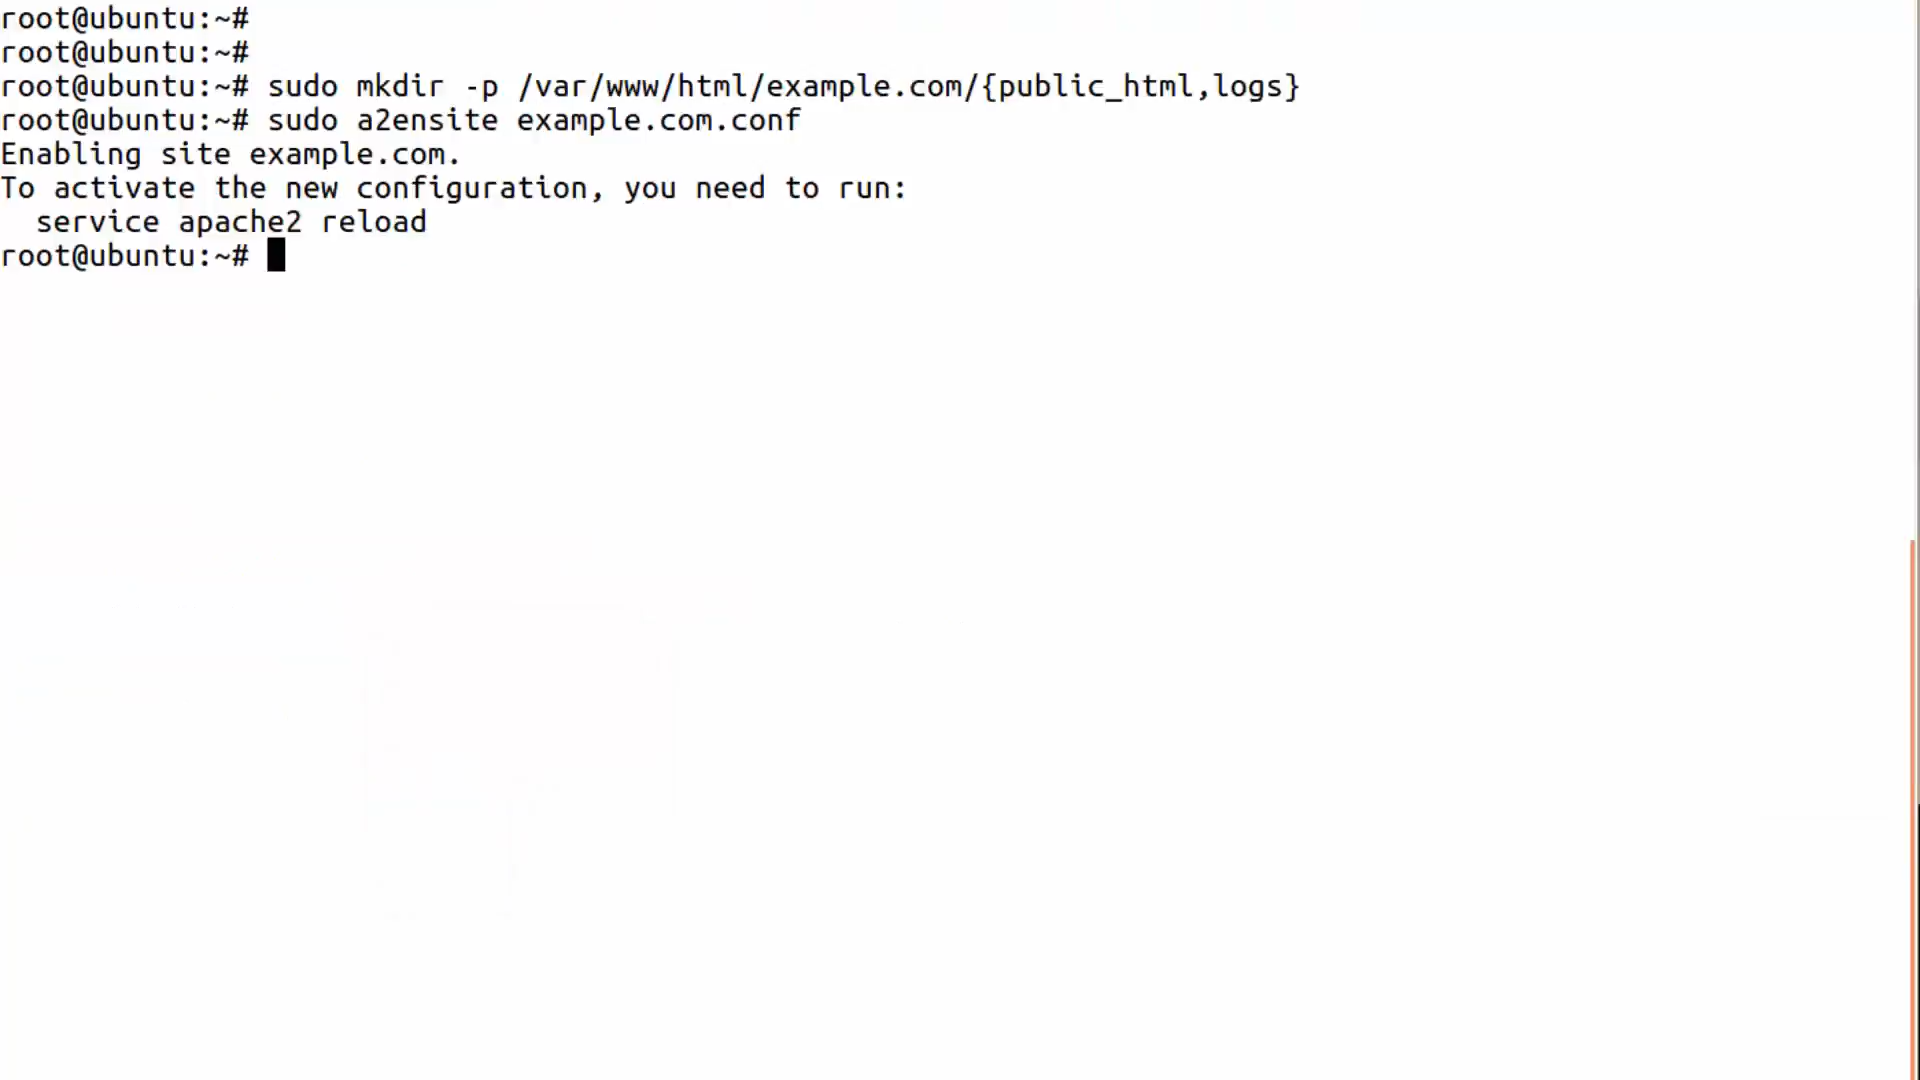 root@ubuntu:~#
root@ubuntu:~#
root@ubuntu:~# sudo mkdir -p /var/www/html/example.com/{public_html,logs}
root@ubuntu:~# sudo a2ensite example.com.conf
Enabling site example.com.
To activate the new configuration, you need to run:
  service apache2 reload
root@ubuntu:~#